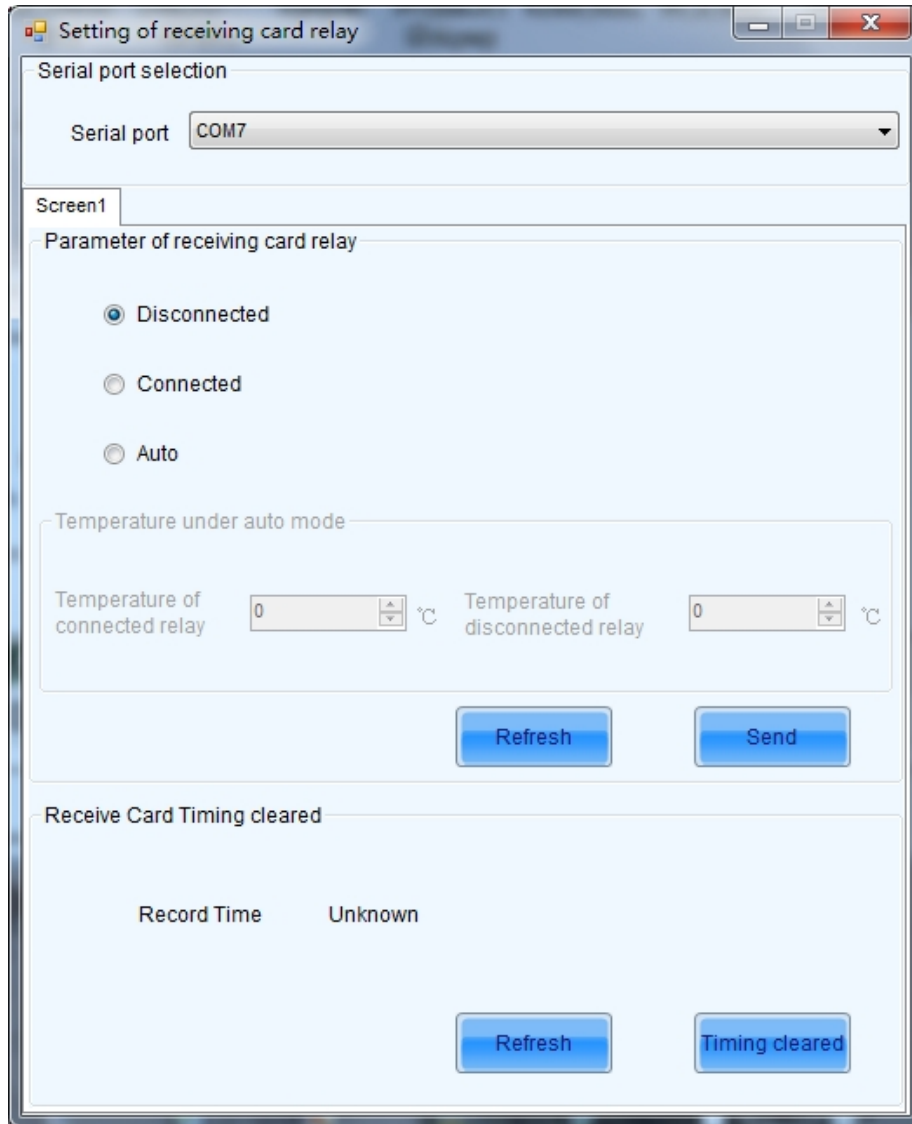 Setting of receiving card relay
Serial port selection
Serial port COM7
Screen1
Parameter of receiving card relay
Disconnected
Connected
Auto
Temperature under auto mode
Temperature of connected relay 0 °C Temperature of disconnected relay 0 °C
Refresh Send
Receive Card Timing cleared
Record Time Unknown
Refresh Timing cleared